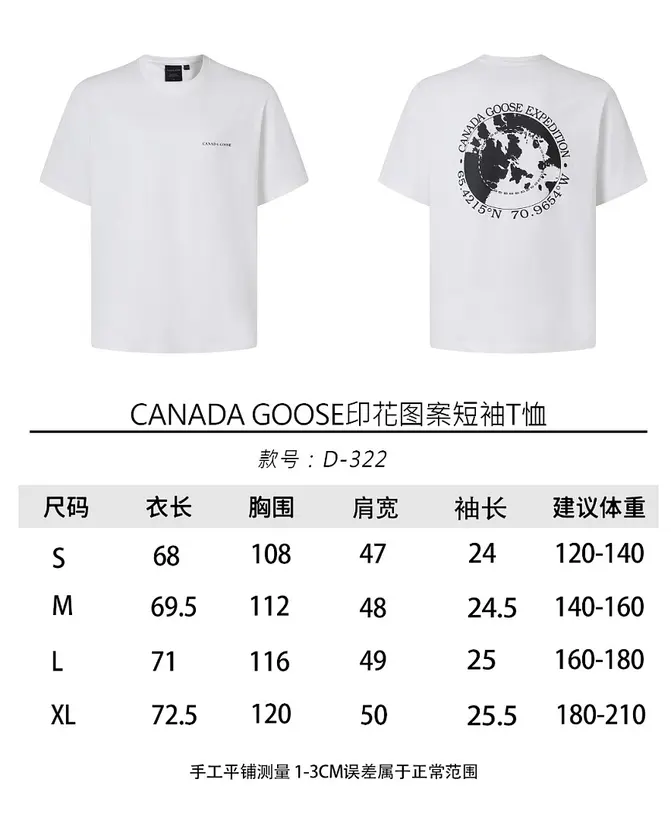 CANADA GOOSE
CANADA GOOSE EXPEDITION
65.4215°N 70.9654°W
CANADA GOOSE印花图案短袖T恤
款号：D-322
尺码 衣长 胸围 肩宽 袖长 建议体重
S 68 108 47 24 120-140
M 69.5 112 48 24.5 140-160
L 71 116 49 25 160-180
XL 72.5 120 50 25.5 180-210
手工平铺测量 1-3CM误差属于正常范围